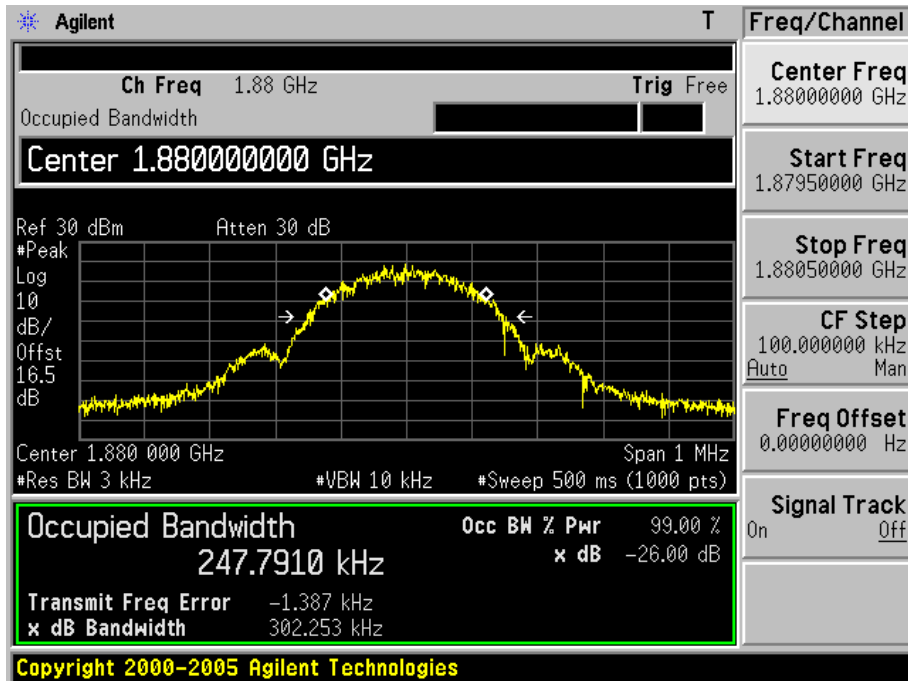 Agilent T Freq/Channel
Ch Freq 1.88 GHz Trig Free
Occupied Bandwidth
Center 1.880000000 GHz
Ref 30 dBm Atten 30 dB
#Peak
Log
10
dB/
Offst
16.5
dB
Center 1.880 000 GHz Span 1 MHz
#Res BW 3 kHz #VBW 10 kHz #Sweep 500 ms (1000 pts)
Occupied Bandwidth
247.7910 kHz
Occ BW % Pwr 99.00 %
x dB -26.00 dB
Transmit Freq Error -1.387 kHz
x dB Bandwidth 302.253 kHz
Copyright 2000-2005 Agilent Technologies
Center Freq
1.88000000 GHz
Start Freq
1.87950000 GHz
Stop Freq
1.88050000 GHz
CF Step
100.000000 kHz
Auto Man
Freq Offset
0.00000000 Hz
Signal Track
On Off